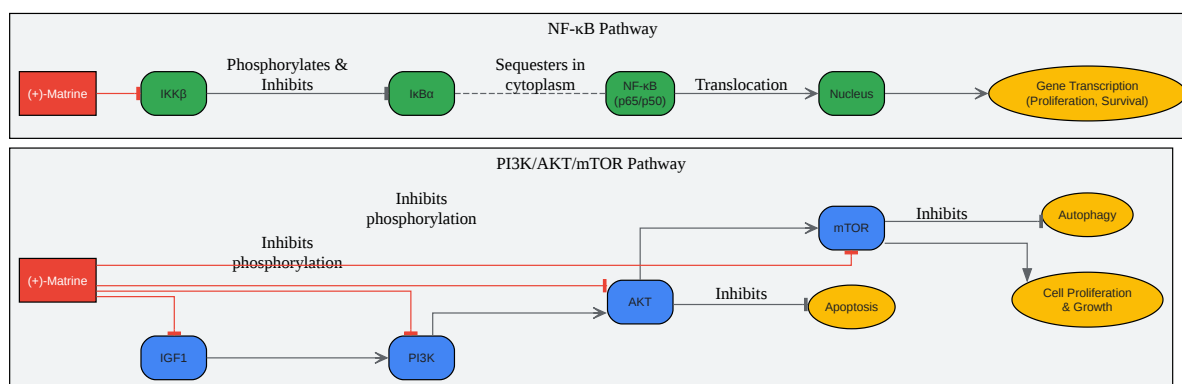 NF-κB Pathway
(+)-Matrine
IKKβ
Phosphorylates &
Inhibits
IκBα
Sequesters in
cytoplasm
NF-κB
(p65/p50)
Translocation
Nucleus
Gene Transcription
(Proliferation, Survival)
PI3K/AKT/mTOR Pathway
Inhibits
phosphorylation
Inhibits
phosphorylation
(+)-Matrine
IGF1
PI3K
AKT
Inhibits
Apoptosis
mTOR
Inhibits
Autophagy
Cell Proliferation
& Growth